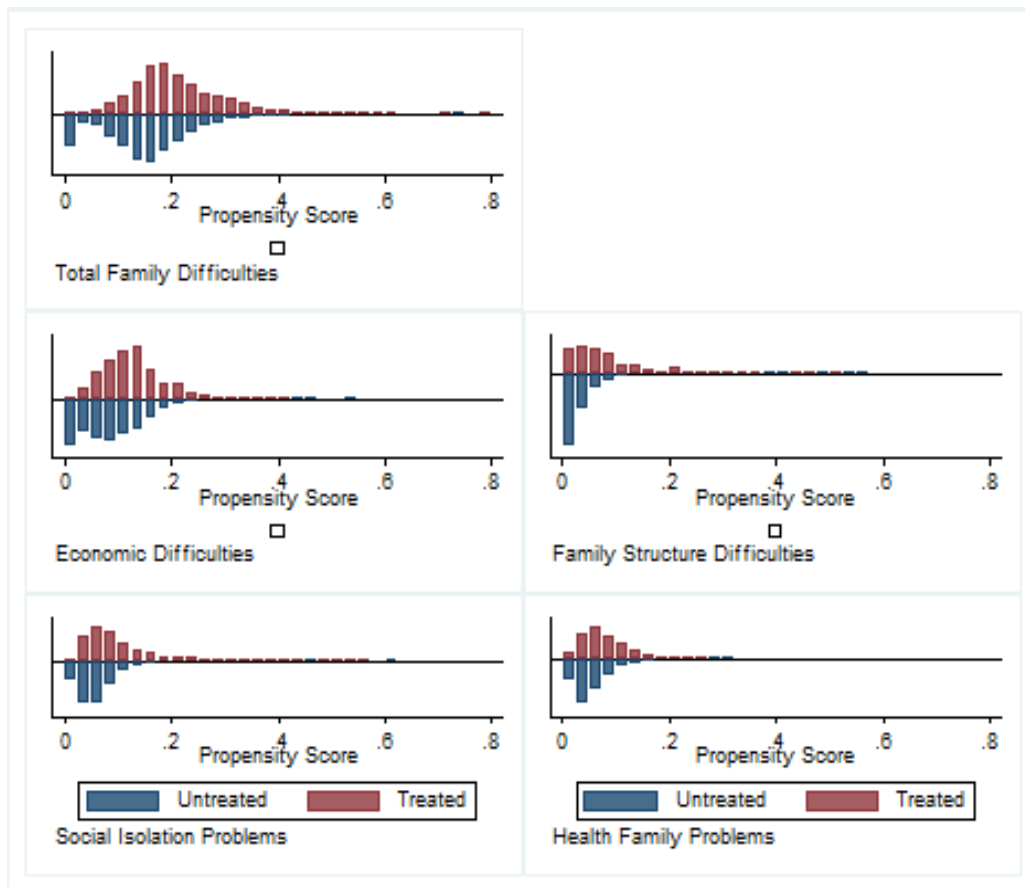 0 .2 .4 .6 .8
Propensity Score
Total Family Difficulties
0 .2 .4 .6 .8
Propensity Score
Economic Difficulties
0 .2 .4 .6 .8
Propensity Score
Family Structure Difficulties
0 .2 .4 .6 .8
Propensity Score
Untreated Treated
Social Isolation Problems
0 .2 .4 .6 .8
Propensity Score
Untreated Treated
Health Family Problems